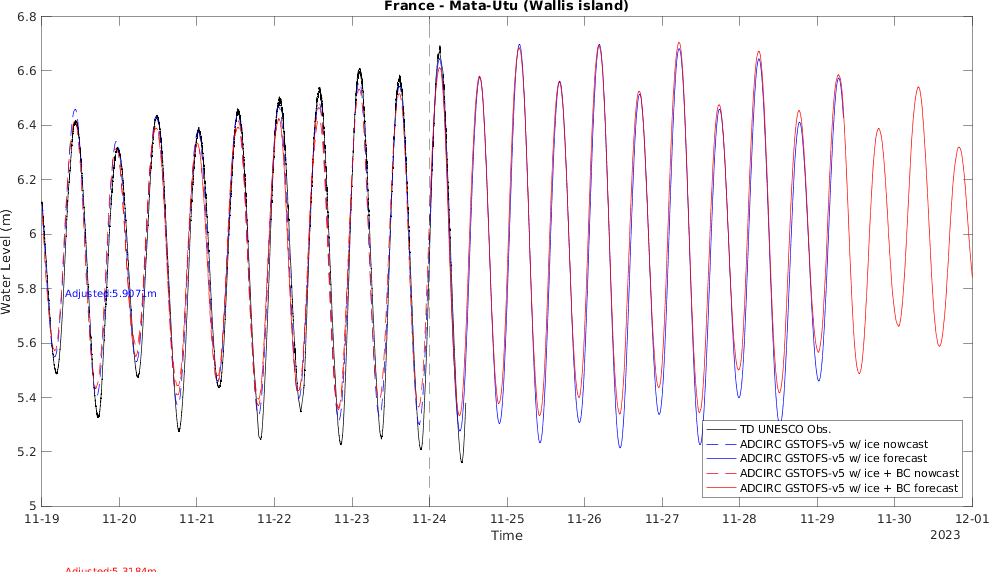 France - Mata-Utu (Wallis island)
6.8
6.6
6.4
6.2
6
5.8
5.6
5.4
5.2
5
Water Level (m)
Adjusted:5.9071m
TD UNESCO Obs.
ADCIRC GSTOFS-v5 w/ ice nowcast
ADCIRC GSTOFS-v5 w/ ice forecast
ADCIRC GSTOFS-v5 w/ ice + BC nowcast
ADCIRC GSTOFS-v5 w/ ice + BC forecast
11-19 11-20 11-21 11-22 11-23 11-24 11-25 11-26 11-27 11-28 11-29 11-30 12-01
Time
2023
Adjusted:5.3184m